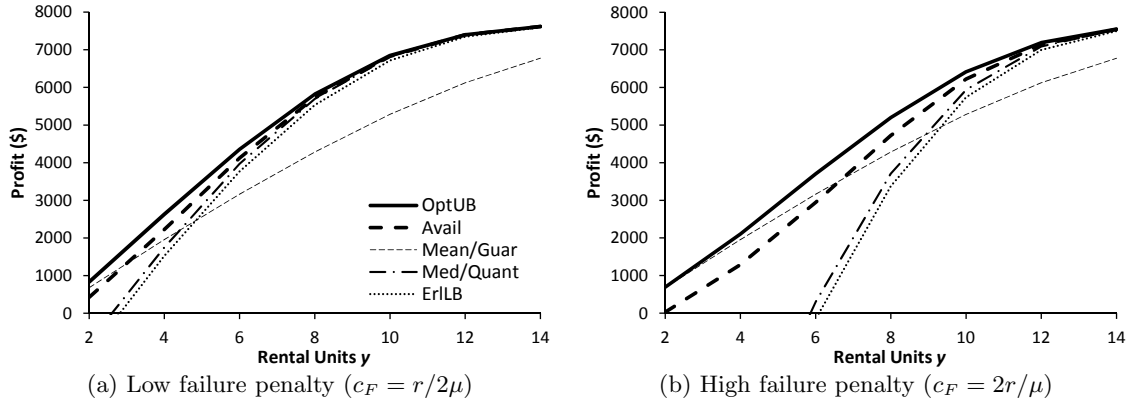 8000
7000
6000
5000
4000
3000
2000
1000
0
Profit ($)
OptUB
Avail
Mean/Guar
Med/Quant
ErlLB
2 4 6 8 10 12 14
Rental Units y
(a) Low failure penalty (c_F = r/2μ)
8000
7000
6000
5000
4000
3000
2000
1000
0
Profit ($)
2 4 6 8 10 12 14
Rental Units y
(b) High failure penalty (c_F = 2r/μ)